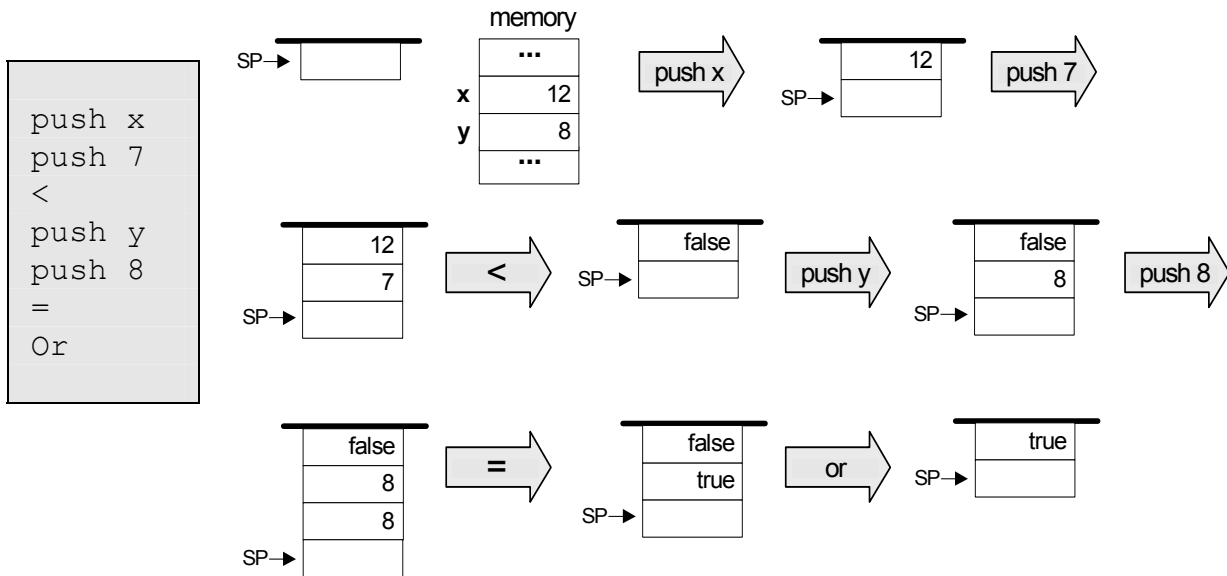 push x
push 7
<
push y
push 8
=
Or
SP
memory
...
x 12
y 8
...
push x
12
SP
push 7
12
7
SP
<
false
SP
push y
false
8
SP
push 8
false
8
8
SP
=
false
true
SP
or
true
SP